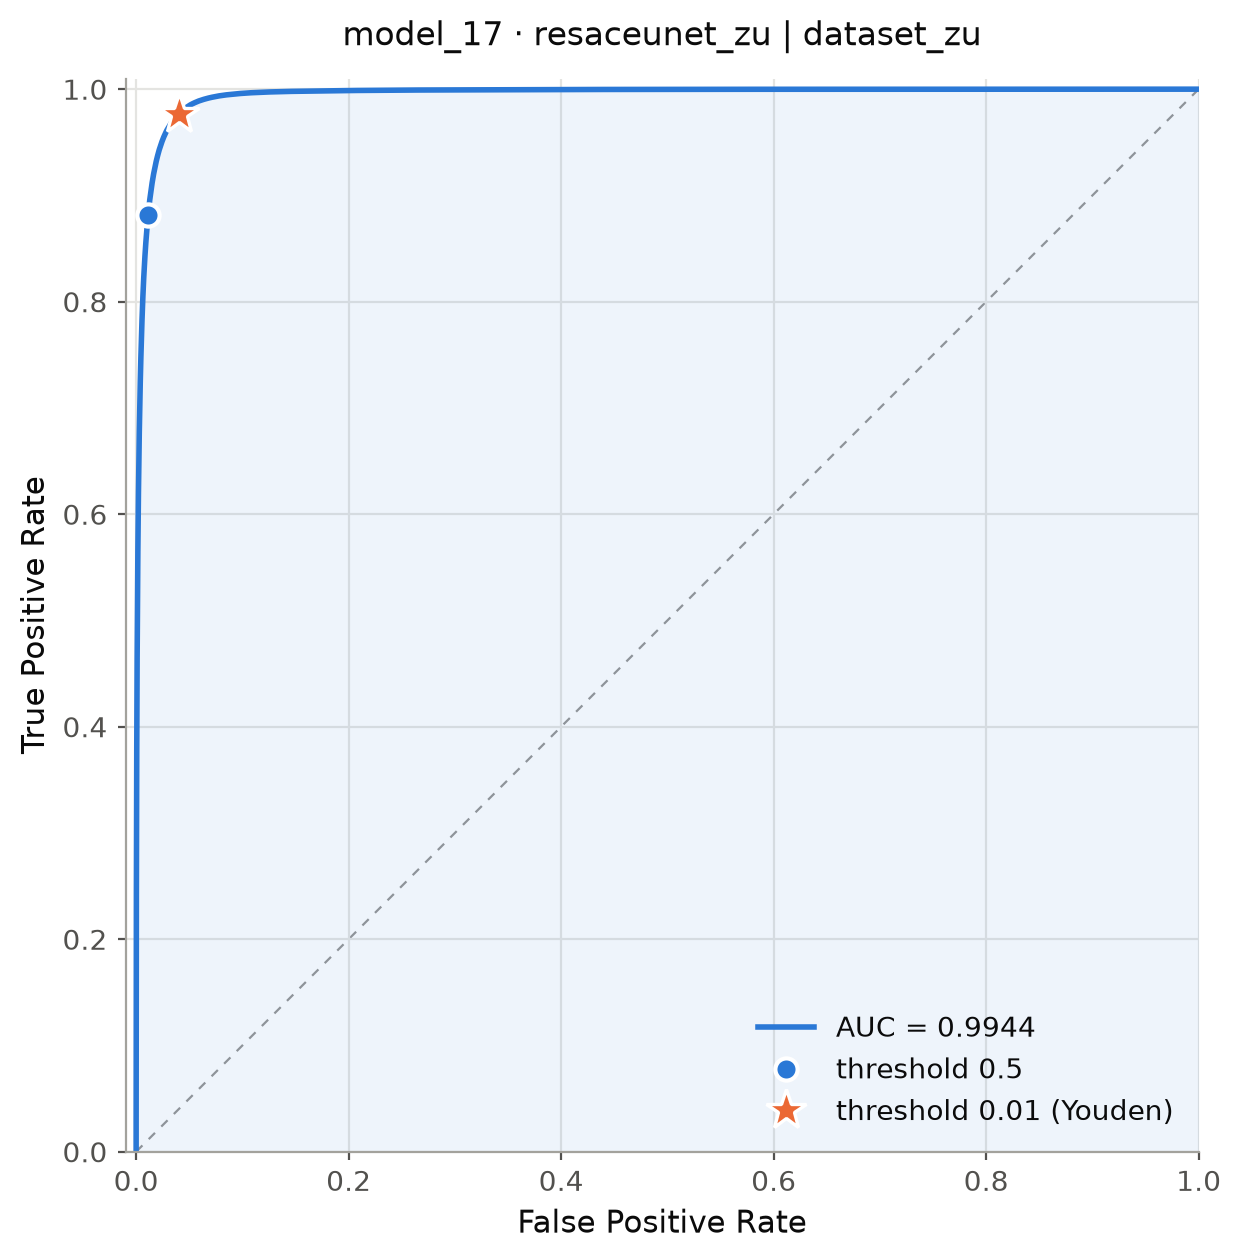 model_17 · resaceunet_zu | dataset_zu
True Positive Rate
1.0
0.8
0.6
0.4
0.2
0.0
0.0 0.2 0.4 0.6 0.8 1.0
False Positive Rate
AUC = 0.9944
threshold 0.5
threshold 0.01 (Youden)